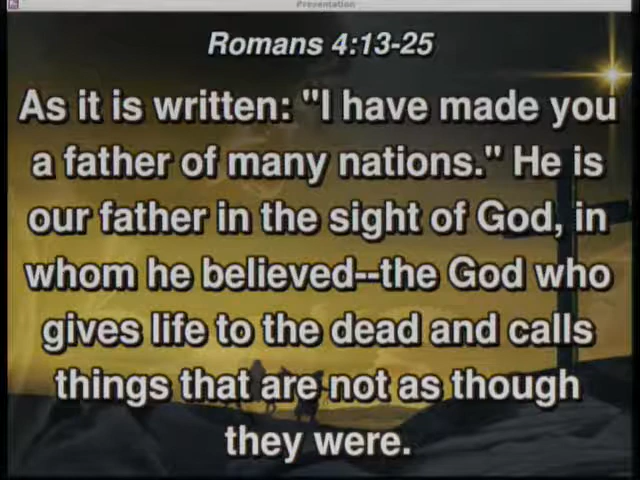 Presentation
Romans 4:13-25
As it is written: "I have made you
a father of many nations." He is
our father in the sight of God, in
whom he believed--the God who
gives life to the dead and calls
things that are not as though
they were.